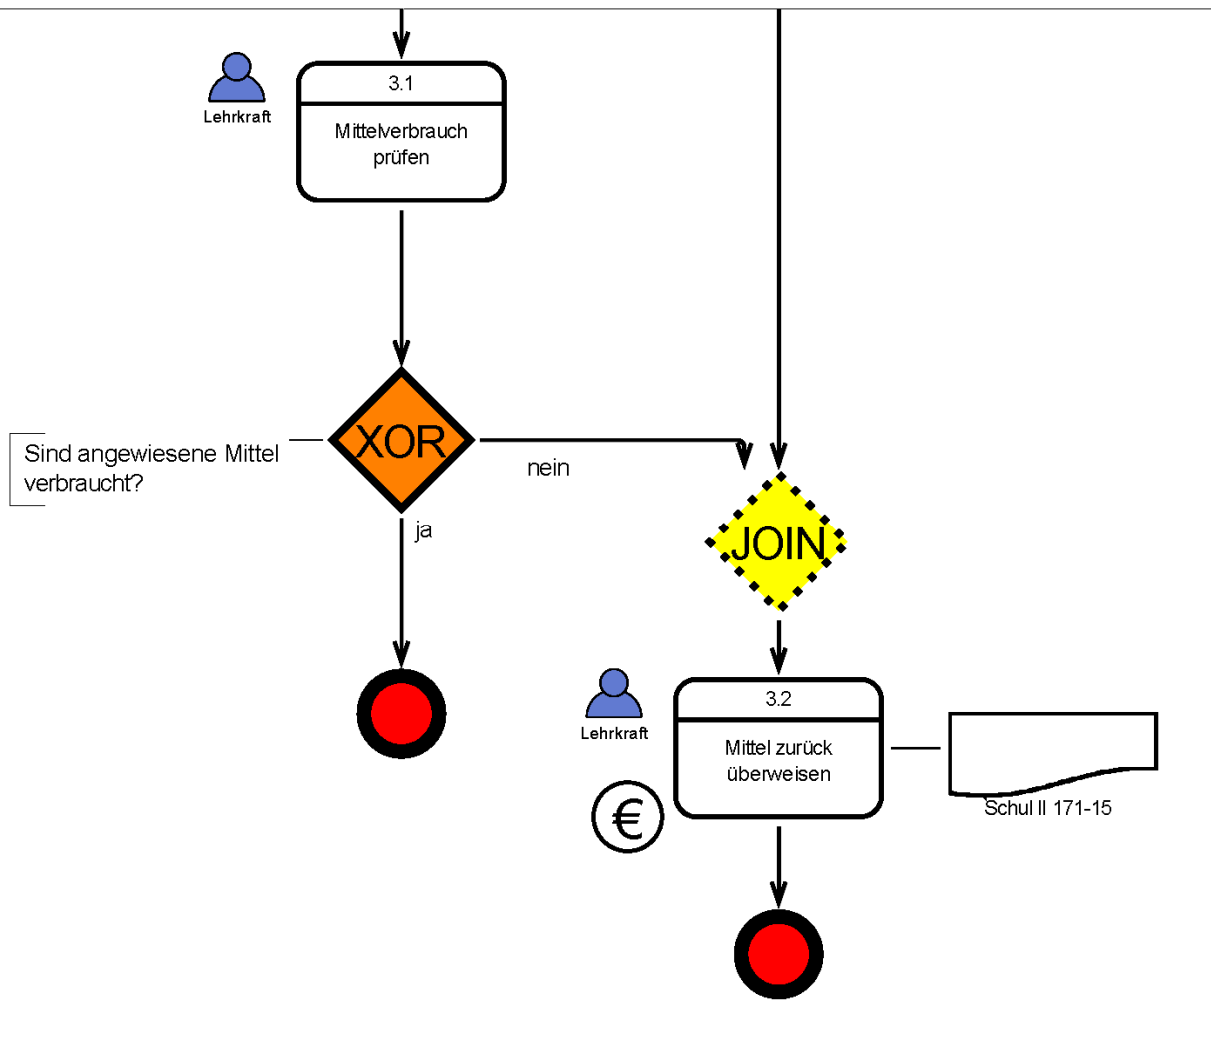 3.1
Lehrkraft
Mittelverbrauch
prüfen
XOR
Sind angewiesene Mittel
verbraucht?
nein
ja
JOIN
3.2
Lehrkraft
Mittel zurück
überweisen
€
Schul II 171-15